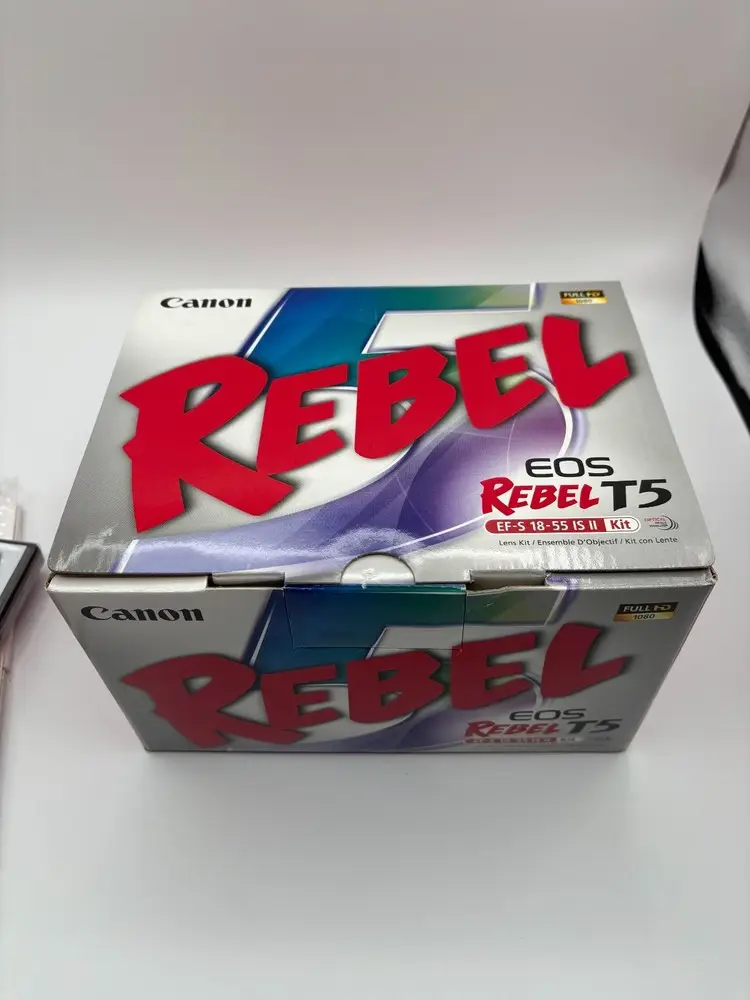 Canon
FULL HD
1080
REBEL
EOS
REBEL T5
EF-S 18-55 IS II Kit
Lens Kit / Ensemble D'Objectif / Kit con Lente
Canon
FULL HD
1080
REBEL
EOS
REBEL T5